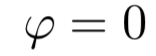 φ = 0